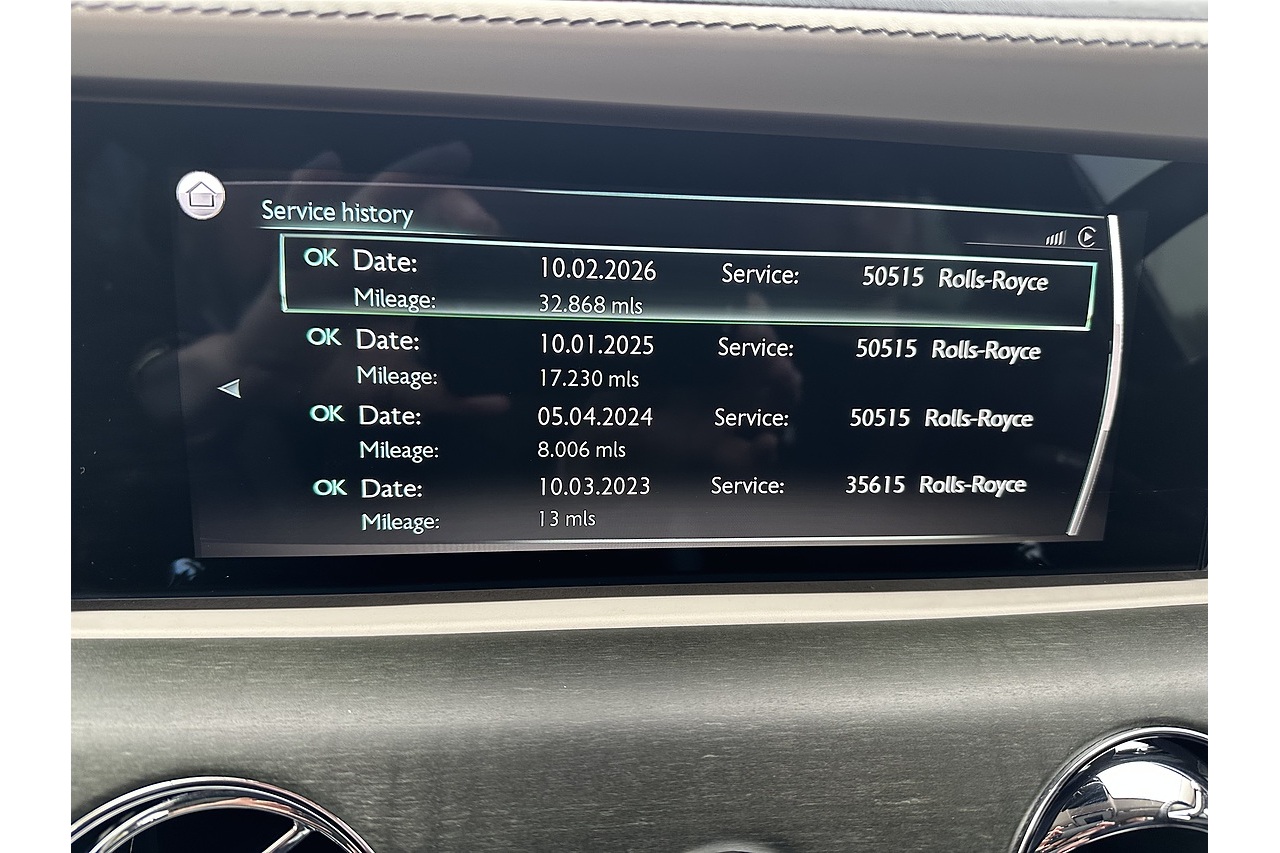 Service history
OK Date: 10.02.2026 Service: 50515 Rolls-Royce
Mileage: 32.868 mls
OK Date: 10.01.2025 Service: 50515 Rolls-Royce
Mileage: 17.230 mls
OK Date: 05.04.2024 Service: 50515 Rolls-Royce
Mileage: 8.006 mls
OK Date: 10.03.2023 Service: 35615 Rolls-Royce
Mileage: 13 mls